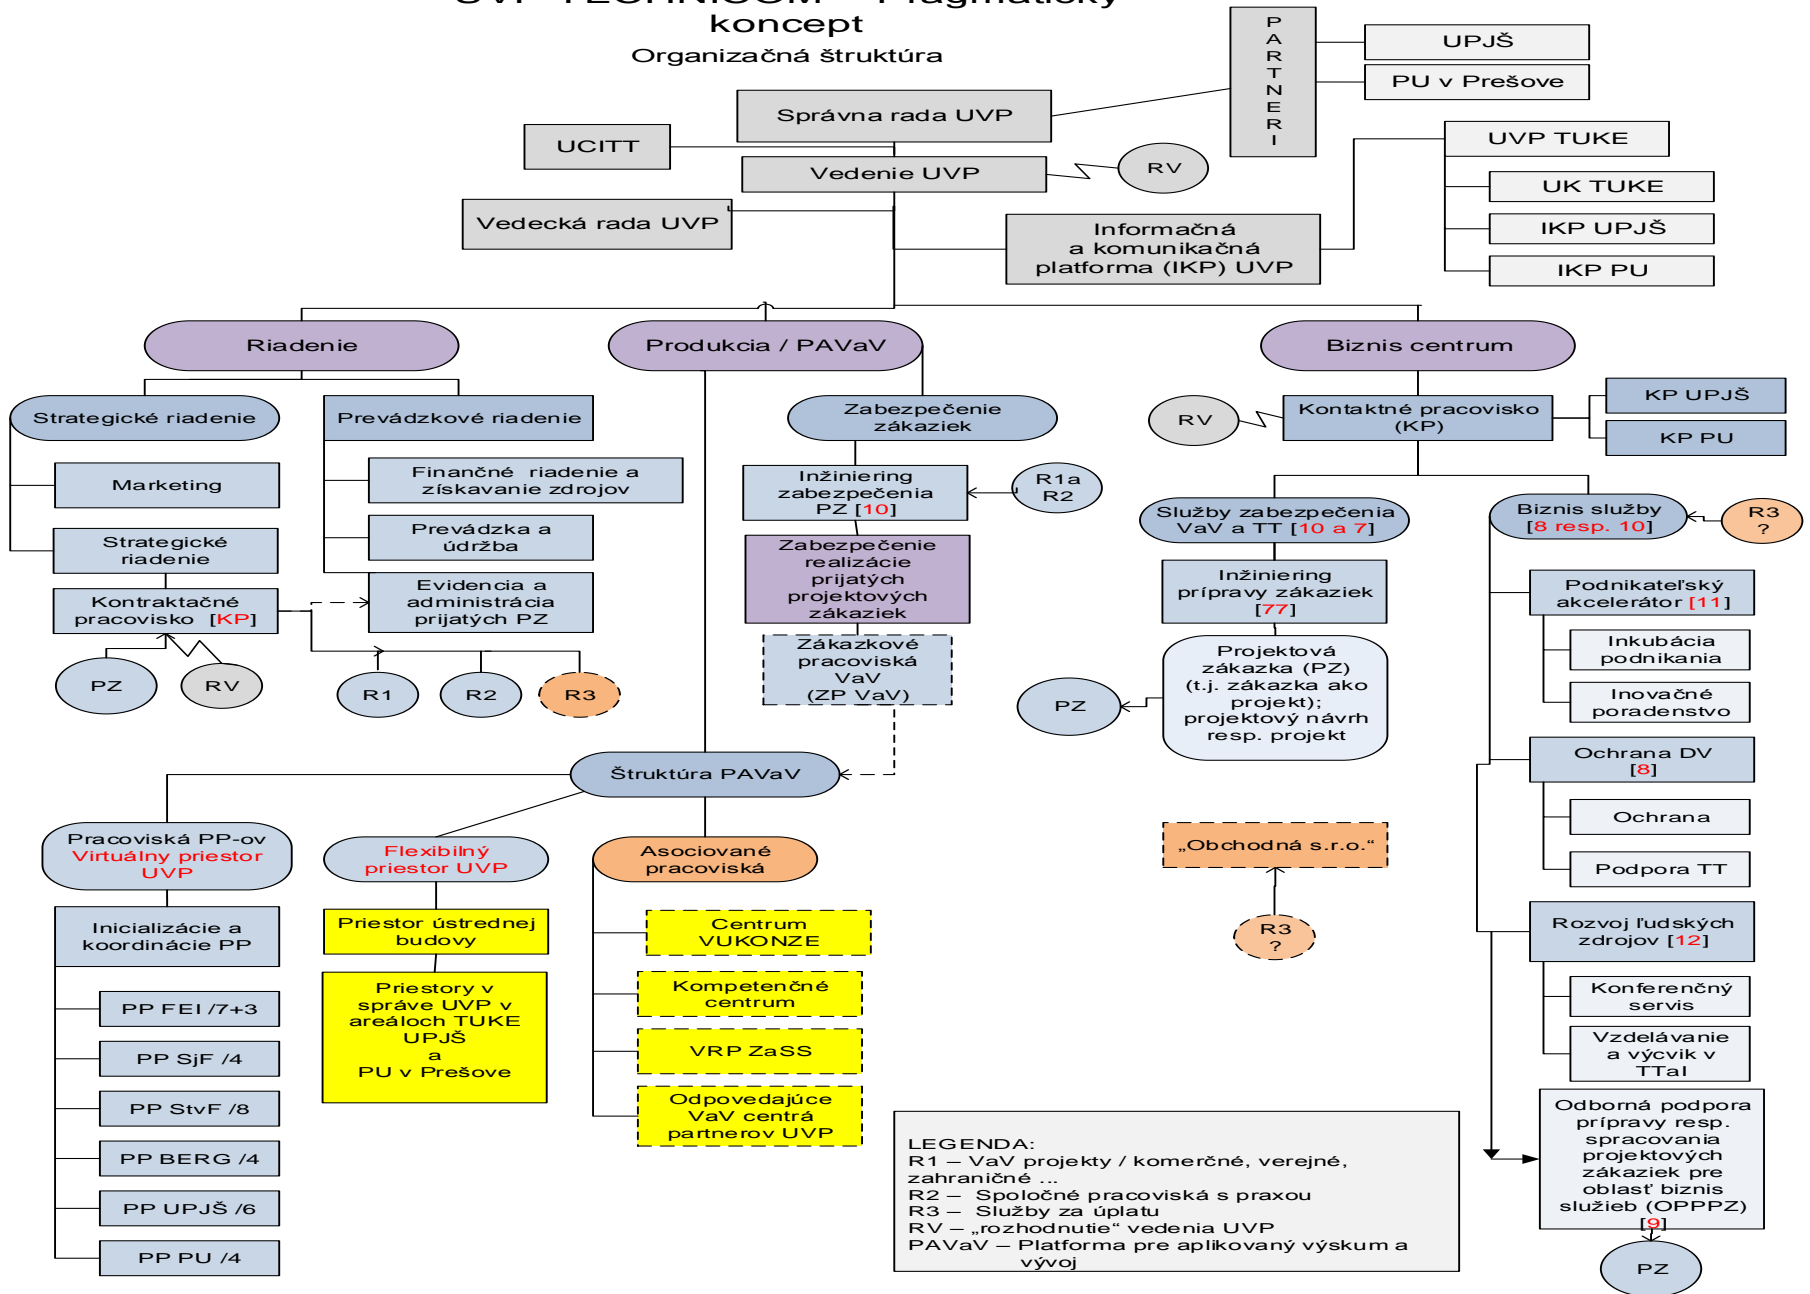 UVP TECHNICOM – Pragmatický
koncept
Organizačná štruktúra
P
A
R
T
N
E
R
I
UPJŠ
PU v Prešove
Správna rada UVP
UCITT
Vedenie UVP
RV
UVP TUKE
UK TUKE
IKP UPJŠ
IKP PU
Vedecká rada UVP
Informačná
a komunikačná
platforma (IKP) UVP
Riadenie
Produkcia / PAVaV
Biznis centrum
Strategické riadenie
Prevádzkové riadenie
Zabezpečenie
zákaziek
RV
Kontaktné pracovisko
(KP)
KP UPJŠ
KP PU
Marketing
Finančné  riadenie a
získavanie zdrojov
Inžiniering
zabezpečenia
PZ [10]
R1a
R2
Služby zabezpečenia
VaV a TT [10 a 7]
Biznis služby
[8 resp. 10]
R3
?
Strategické
riadenie
Prevádzka a
údržba
Zabezpečenie
realizácie
prijatých
projektových
zákaziek
Inžiniering
prípravy zákaziek
[77]
Podnikateľský
akcelerátor [11]
Kontraktačné
pracovisko  [KP]
Evidencia a
administrácia
prijatých PZ
Inkubácia
podnikania
Inovačné
poradenstvo
PZ
RV
R1
R2
R3
Zákazkové
pracoviská
VaV
(ZP VaV)
PZ
Projektová
zákazka (PZ)
(t.j. zákazka ako
projekt);
projektový návrh
resp. projekt
Štruktúra PAVaV
Ochrana DV
[8]
Ochrana
Podpora TT
Pracoviská PP-ov
Virtuálny priestor
UVP
Flexibilný
priestor UVP
Asociované
pracoviská
„Obchodná s.r.o.“
R3
?
Inicializácie a
koordinácie PP
Priestor ústrednej
budovy
Centrum
VUKONZE
Rozvoj ľudských
zdrojov [12]
Konferenčný
servis
Vzdelávanie
a výcvik v
TTaI
PP FEI /7+3
PP SjF /4
PP StvF /8
PP BERG /4
PP UPJŠ /6
PP PU /4
Priestory v
správe UVP v
areáloch TUKE
UPJŠ
a
PU v Prešove
Kompetenčné
centrum
VRP ZaSS
Odpovedajúce
VaV centrá
partnerov UVP
Odborná podpora
prípravy resp.
spracovania
projektových
zákaziek pre
oblasť biznis
služieb (OPPPZ)
[9]
PZ
LEGENDA:
R1 – VaV projekty / komerčné, verejné,
zahraničné ...
R2 –  Spoločné pracoviská s praxou
R3 –  Služby za úplatu
RV – „rozhodnutie“ vedenia UVP
PAVaV – Platforma pre aplikovaný výskum a
vývoj